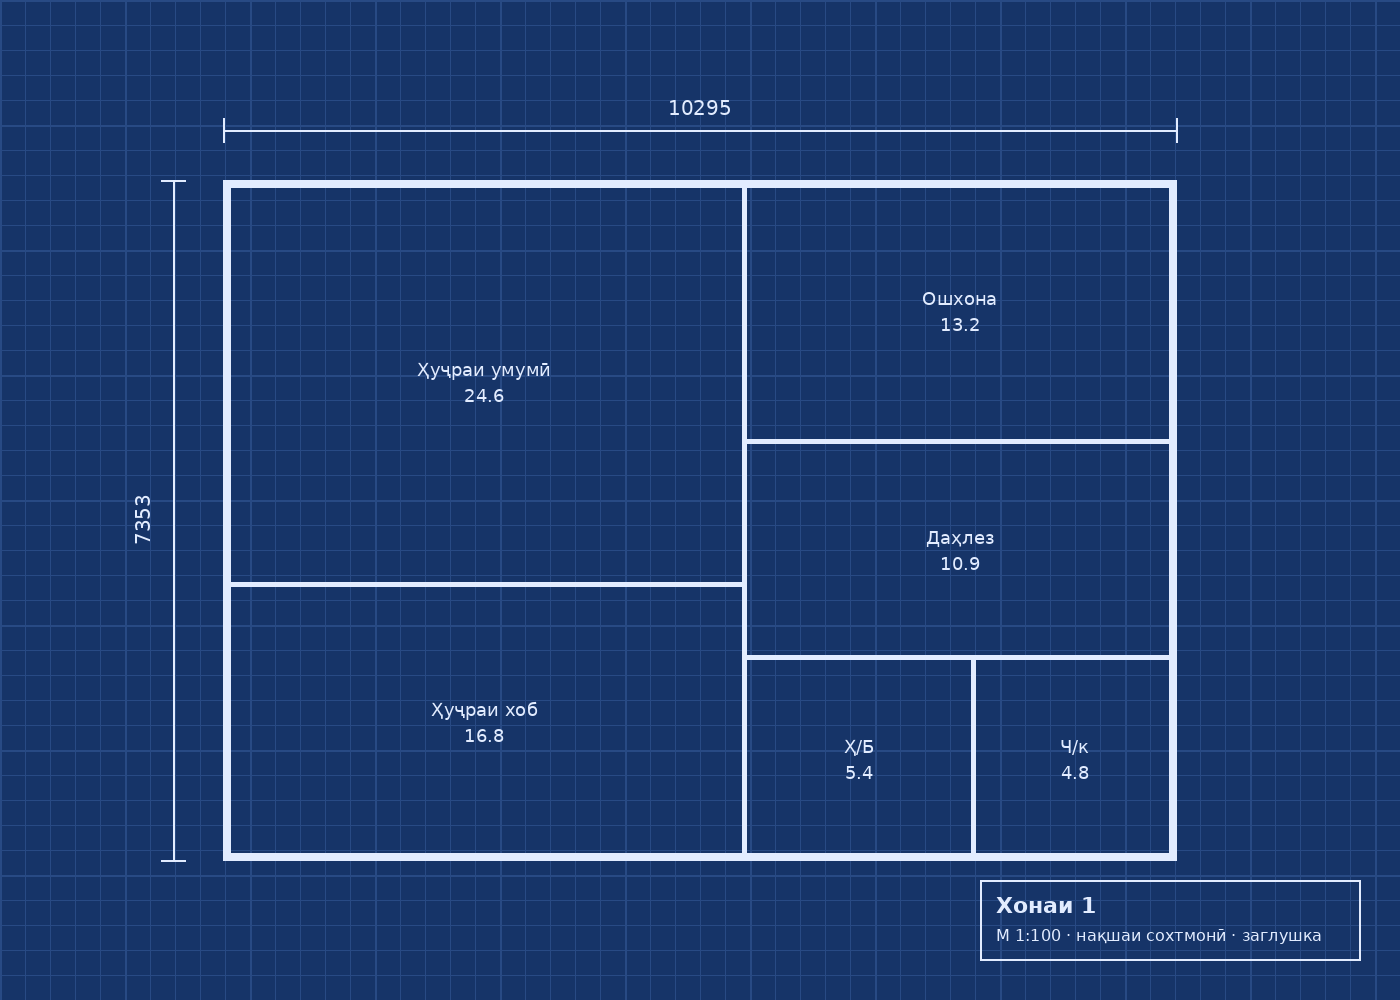 10295
7353
Ҳуҷраи умумӣ
24.6
Ошхона
13.2
Даҳлез
10.9
Ҳуҷраи хоб
16.8
Ҳ/Б
5.4
Ч/к
4.8
Хонаи 1
М 1:100 · нақшаи сохтмонӣ · заглушка